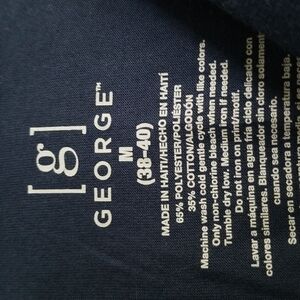 [g]
GEORGE™
M
(38-40)
MADE IN HAITI/HECHO EN HAITÍ
65% POLYESTER/POLIÉSTER
35% COTTON/ALGODÓN
Machine wash cold gentle cycle with like colors.
Only non-chlorine bleach when needed.
Tumble dry low. Medium iron if needed.
Do not iron print/motif.
Lavar a máquina en agua fría ciclo delicado con
colores similares. Blanqueador sin cloro solament
cuando sea necesario.
Secar en secadora a temperatura baja.